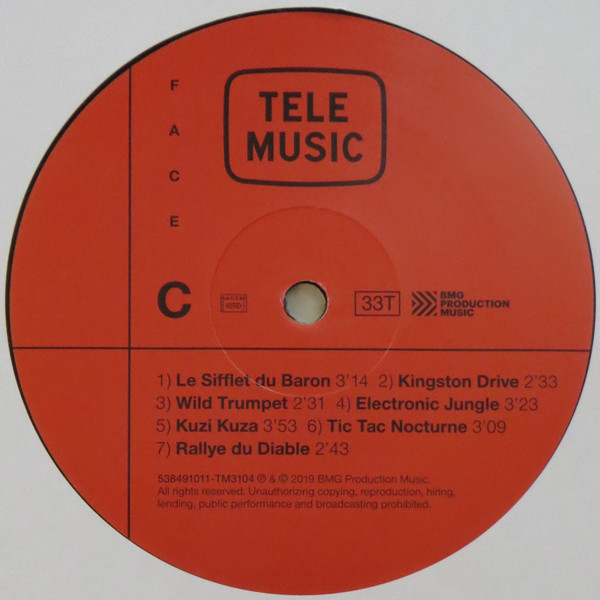 FACE
TELE
MUSIC
C
SACEM
33T
BMG
PRODUCTION
MUSIC
1) Le Sifflet du Baron 3'14 2) Kingston Drive 2'33
3) Wild Trumpet 2'31 4) Electronic Jungle 3'23
5) Kuzi Kuza 3'53 6) Tic Tac Nocturne 3'09
7) Rallye du Diable 2'43
538491011-TM3104 ℗ & © 2019 BMG Production Music.
All rights reserved. Unauthorizing copying, reproduction, hiring,
lending, public performance and broadcasting prohibited.